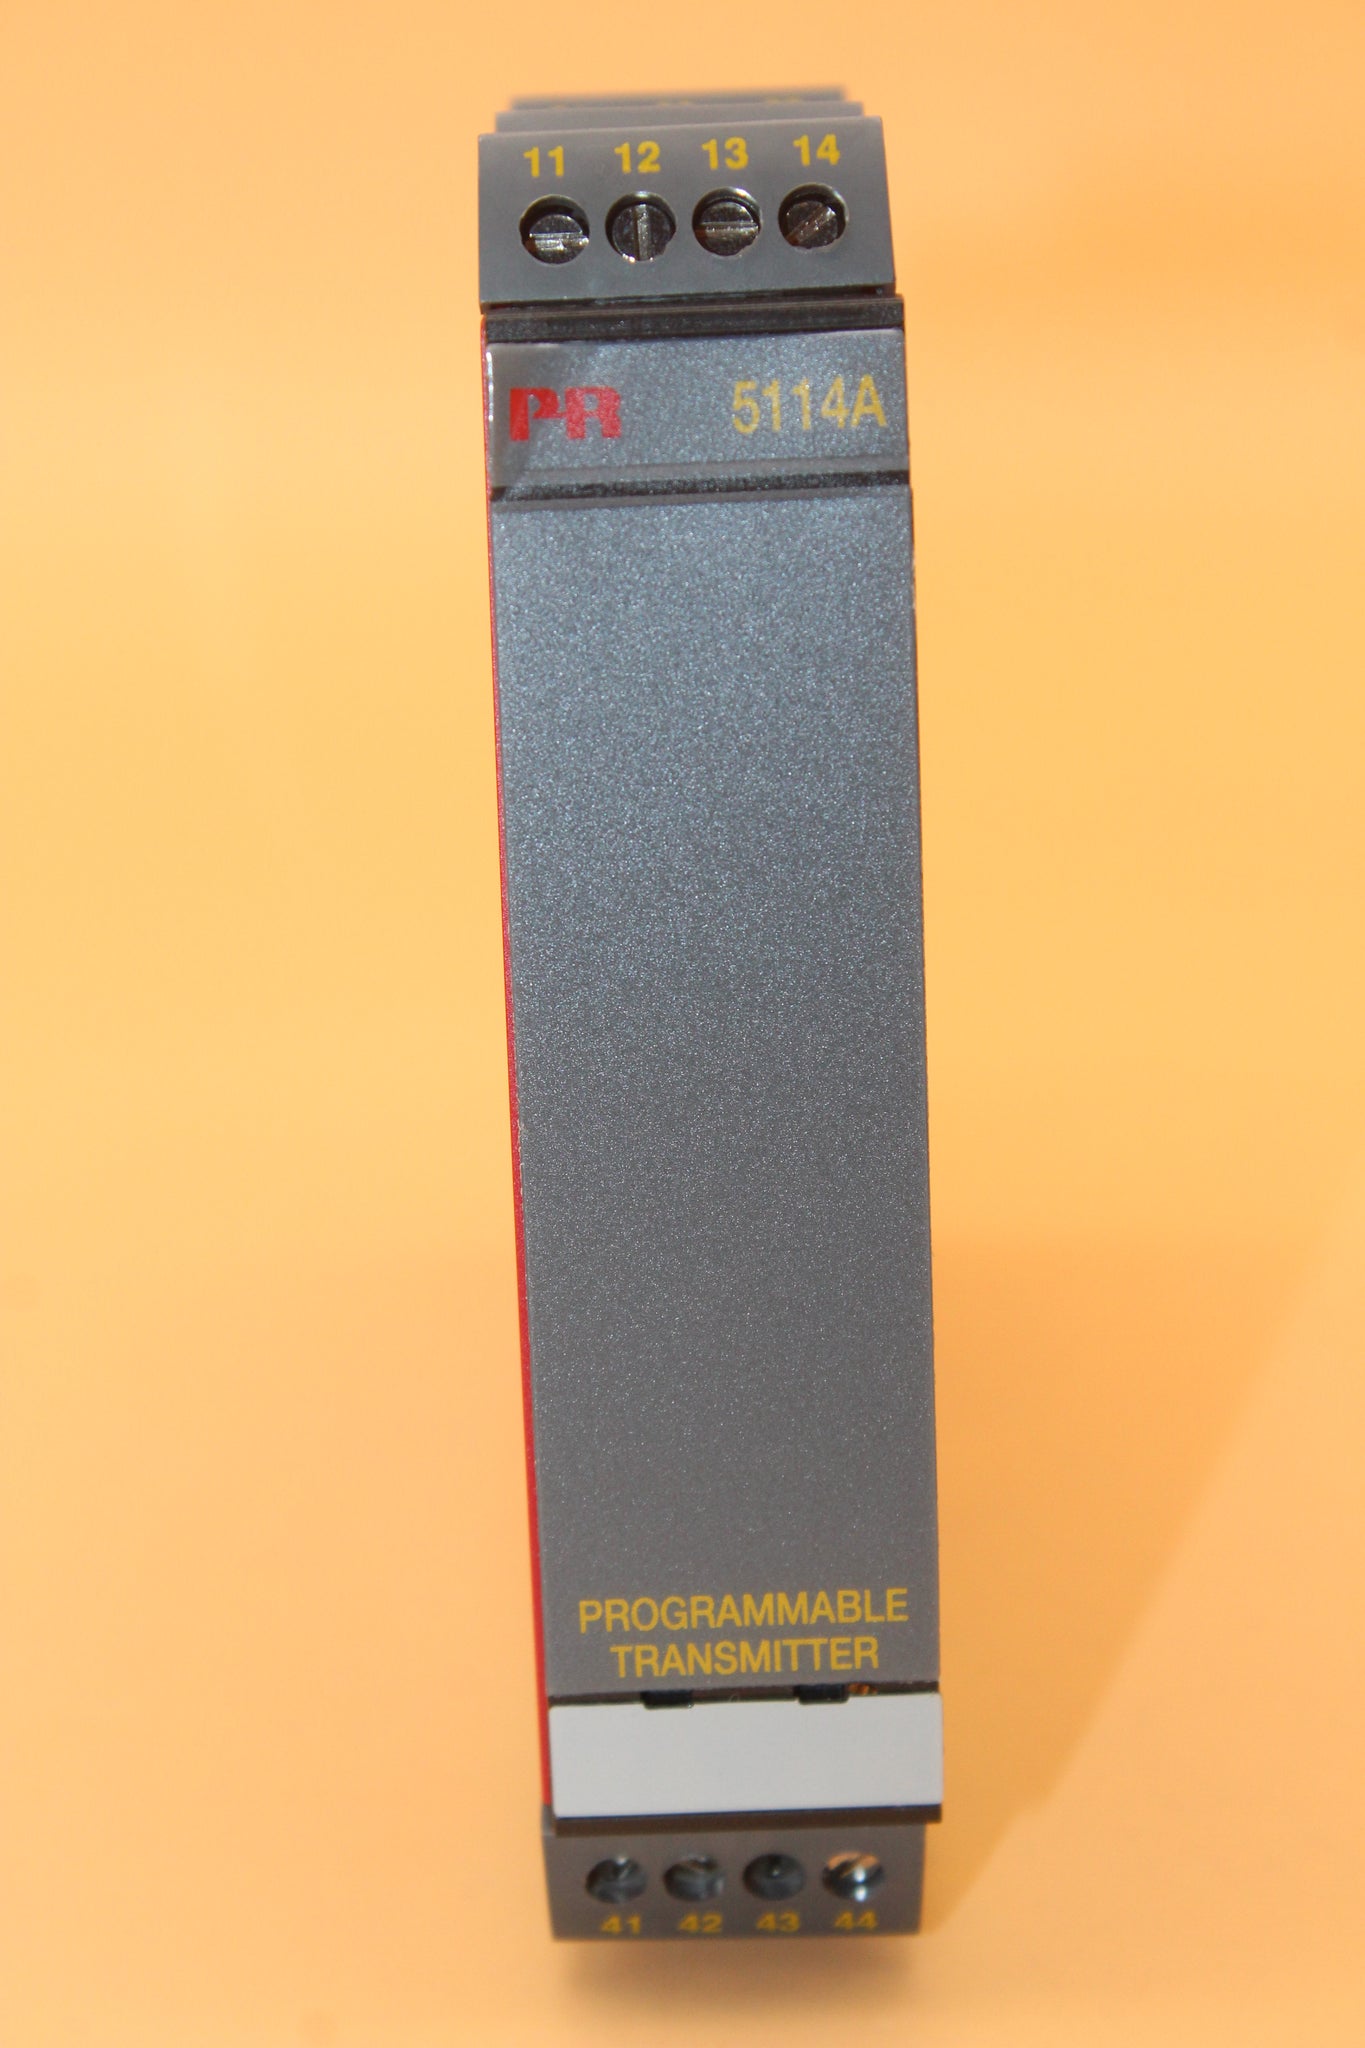 11 12 13 14
PR 5114A
PROGRAMMABLE
TRANSMITTER
41 42 43 44